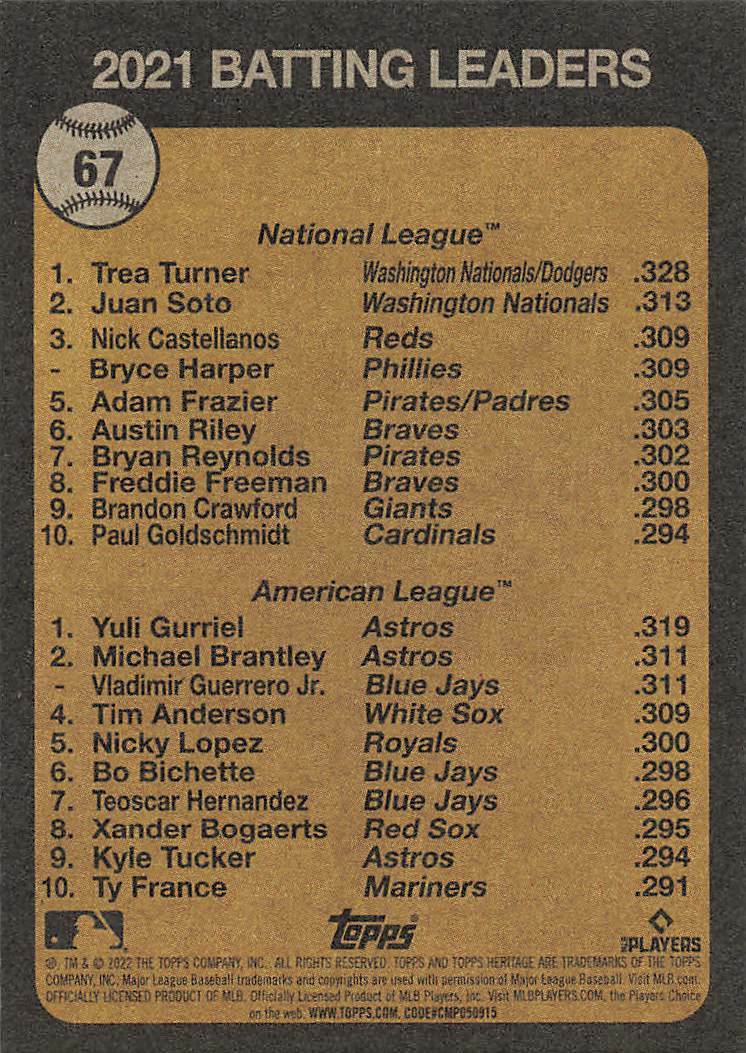 2021 BATTING LEADERS
67
National League™
1. Trea Turner Washington Nationals/Dodgers .328
2. Juan Soto Washington Nationals .313
3. Nick Castellanos Reds .309
- Bryce Harper Phillies .309
5. Adam Frazier Pirates/Padres .305
6. Austin Riley Braves .303
7. Bryan Reynolds Pirates .302
8. Freddie Freeman Braves .300
9. Brandon Crawford Giants .298
10. Paul Goldschmidt Cardinals .294
American League™
1. Yuli Gurriel Astros .319
2. Michael Brantley Astros .311
- Vladimir Guerrero Jr. Blue Jays .311
4. Tim Anderson White Sox .309
5. Nicky Lopez Royals .300
6. Bo Bichette Blue Jays .298
7. Teoscar Hernandez Blue Jays .296
8. Xander Bogaerts Red Sox .295
9. Kyle Tucker Astros .294
10. Ty France Mariners .291
Topps® MLB PLAYERS
®, TM & © 2022 THE TOPPS COMPANY, INC. ALL RIGHTS RESERVED. TOPPS AND TOPPS HERITAGE ARE TRADEMARKS OF THE TOPPS
COMPANY, INC. Major League Baseball trademarks and copyrights are used with permission of Major League Baseball. Visit MLB.com.
OFFICIALLY LICENSED PRODUCT OF MLB. Officially Licensed Product of MLB Players, Inc. Visit MLBPLAYERS.COM, the Players Choice
on the web. WWW.TOPPS.COM, CODE#CMP050915